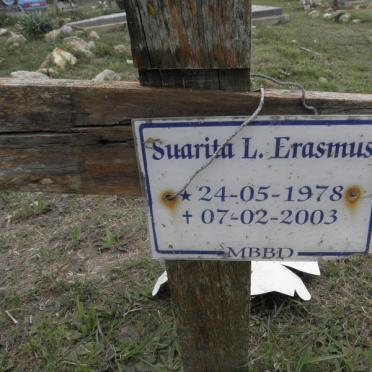 Suarita L. Erasmus
★ 24-05-1978
✝ 07-02-2003
MBBD